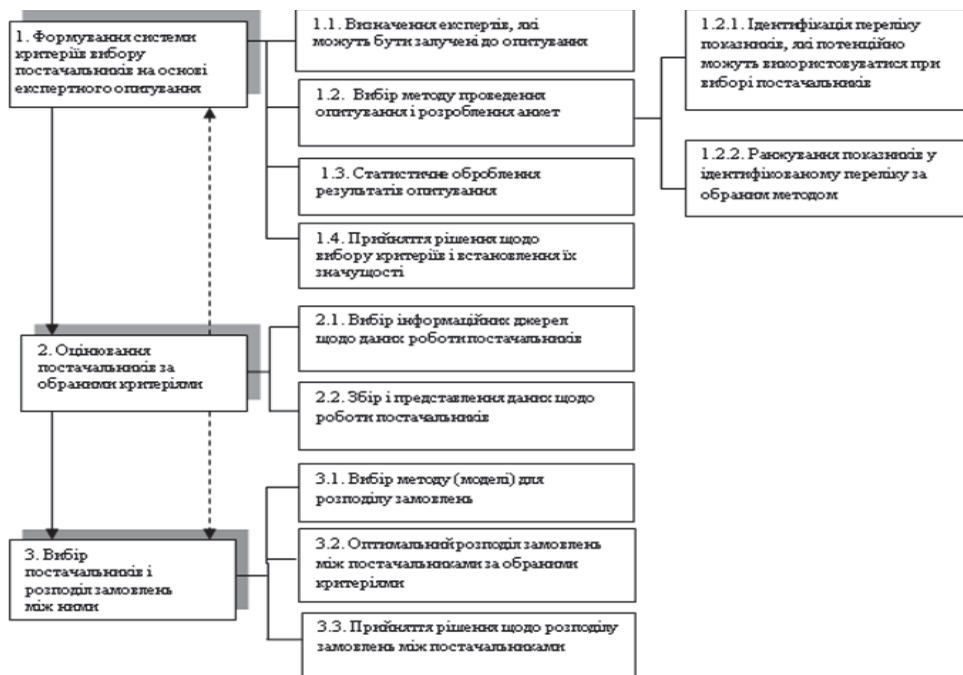 1. Формування системи
критеріїв вибору
постачальників на основі
експертного опитування
1.1. Визначення експертів, які
можуть бути залучені до опитування
1.2. Вибір методу проведення
опитування і розроблення анкет
1.2.1. Ідентифікація переліку
показників, які потенційно
можуть використовуватися при
виборі постачальників
1.2.2. Ранжування показників у
ідентифікованому переліку за
обраним методом
1.3. Статистичне оброблення
результатів опитування
1.4. Прийняття рішення щодо
вибору критеріїв і встановлення їх
значущості
2. Оцінювання
постачальників за
обраними критеріями
2.1. Вибір інформаційних джерел
щодо даних роботи постачальників
2.2. Збір і представлення даних щодо
роботи постачальників
3. Вибір
постачальників і
розподіл замовлень
між ними
3.1. Вибір методу (моделі) для
розподілу замовлень
3.2. Оптимальний розподіл замовлень
між постачальниками за обраними
критеріями
3.3. Прийняття рішення щодо розподілу
замовлень між постачальниками